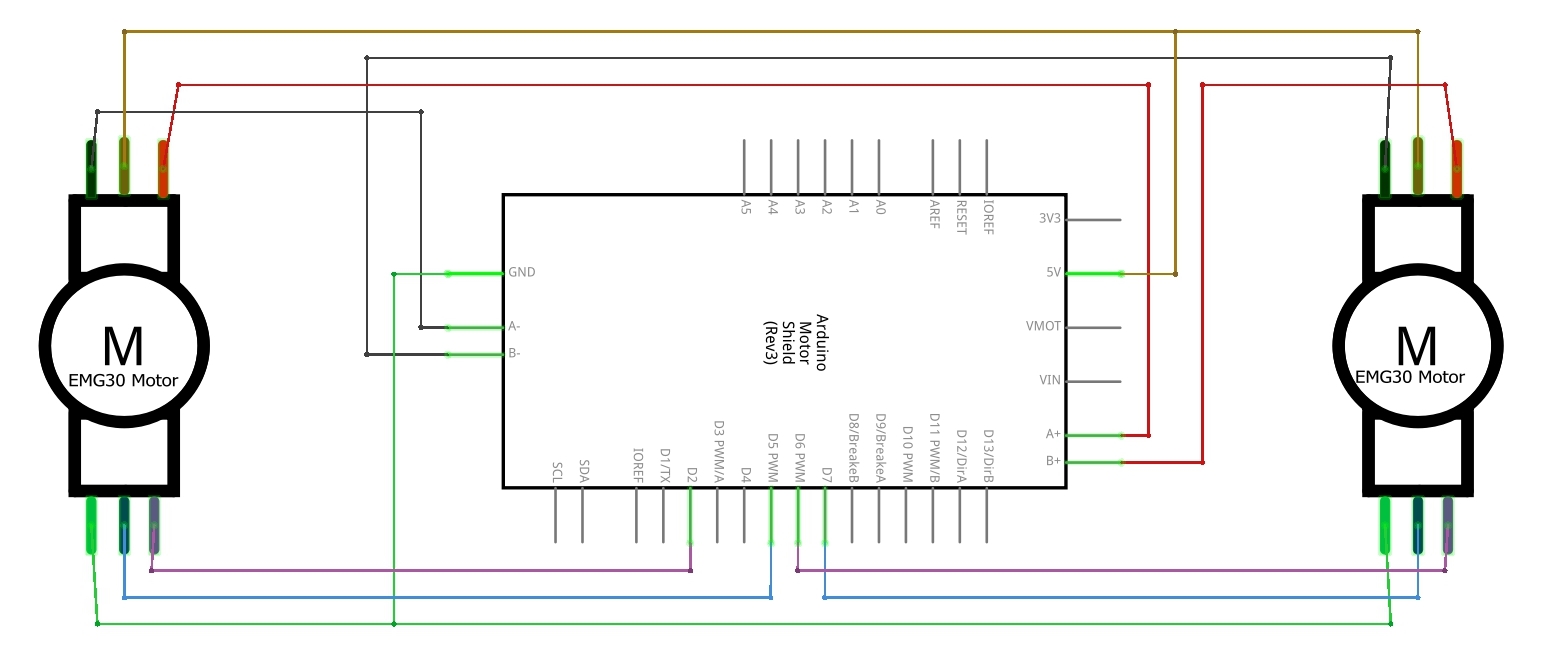 A5
A4
A3
A2
A1
A0
AREF
RESET
IOREF
3V3
GND
5V
A-
VMOT
B-
Arduino
Motor
Shield
(Rev3)
M
EMG30 Motor
M
EMG30 Motor
VIN
A+
B+
SCL
SDA
IOREF
D1/TX
D2
D3 PWM/A
D4
D5 PWM
D6 PWM
D7
D8/BreakeB
D9/BreakeA
D10 PWM
D11 PWM/B
D12/DirA
D13/DirB